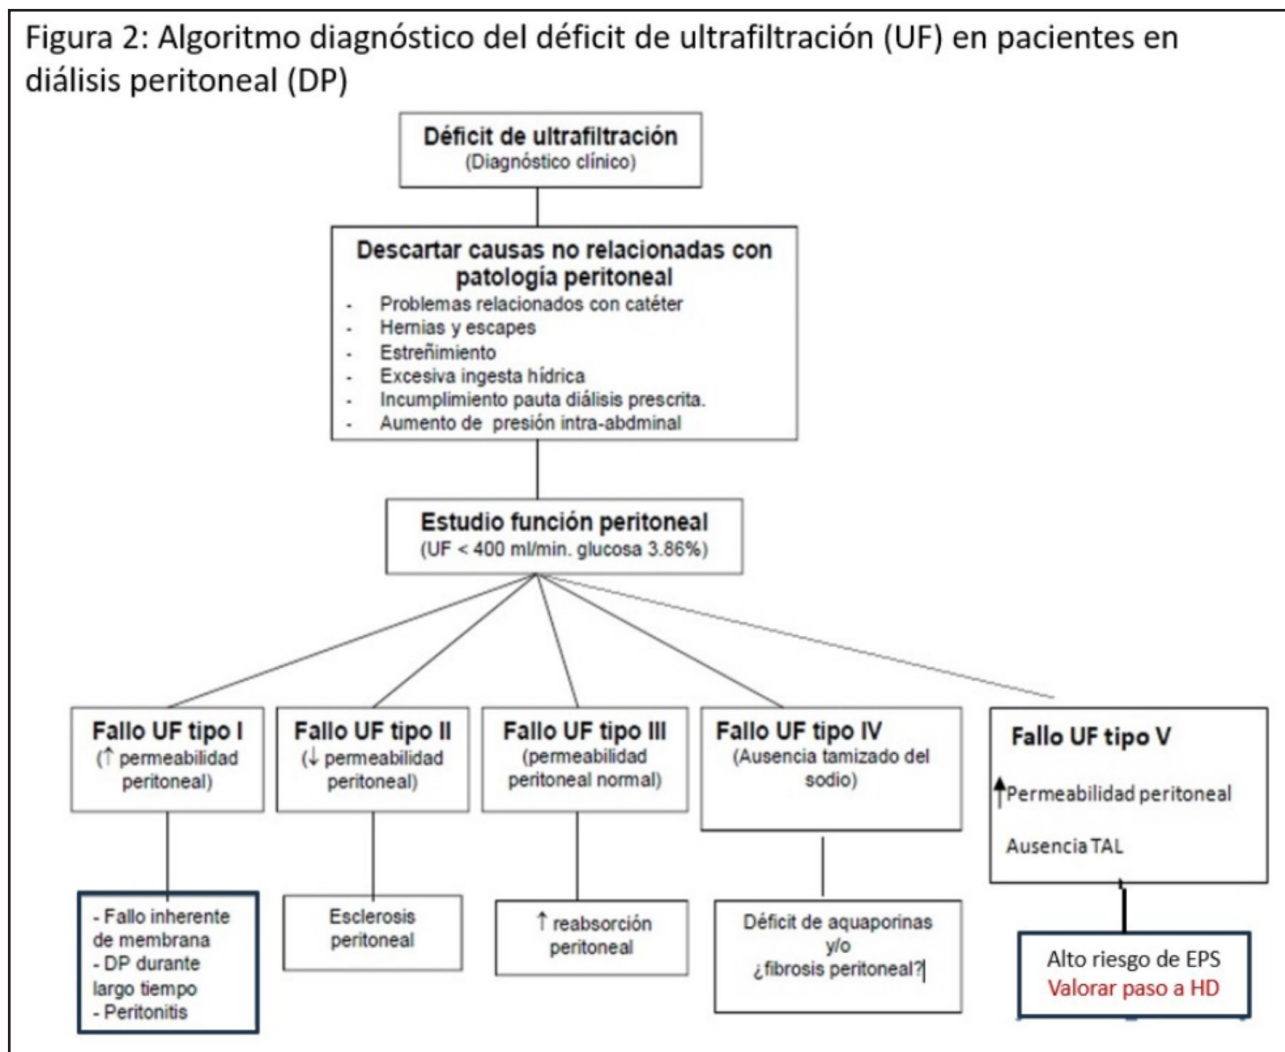 Figura 2: Algoritmo diagnóstico del déficit de ultrafiltración (UF) en pacientes en
diálisis peritoneal (DP)
Déficit de ultrafiltración
(Diagnóstico clínico)
Descartar causas no relacionadas con
patología peritoneal
- Problemas relacionados con catéter
- Hernias y escapes
- Estreñimiento
- Excesiva ingesta hídrica
- Incumplimiento pauta diálisis prescrita.
- Aumento de presión intra-abdminal
Estudio función peritoneal
(UF < 400 ml/min. glucosa 3.86%)
Fallo UF tipo I
(↑ permeabilidad
peritoneal)
- Fallo inherente
de membrana
- DP durante
largo tiempo
- Peritonitis
Fallo UF tipo II
(↓ permeabilidad
peritoneal)
Esclerosis
peritoneal
Fallo UF tipo III
(permeabilidad
peritoneal normal)
↑ reabsorción
peritoneal
Fallo UF tipo IV
(Ausencia tamizado del
sodio)
Déficit de aquaporinas
y/o
¿fibrosis peritoneal?
Fallo UF tipo V
↑Permeabilidad peritoneal
Ausencia TAL
Alto riesgo de EPS
Valorar paso a HD